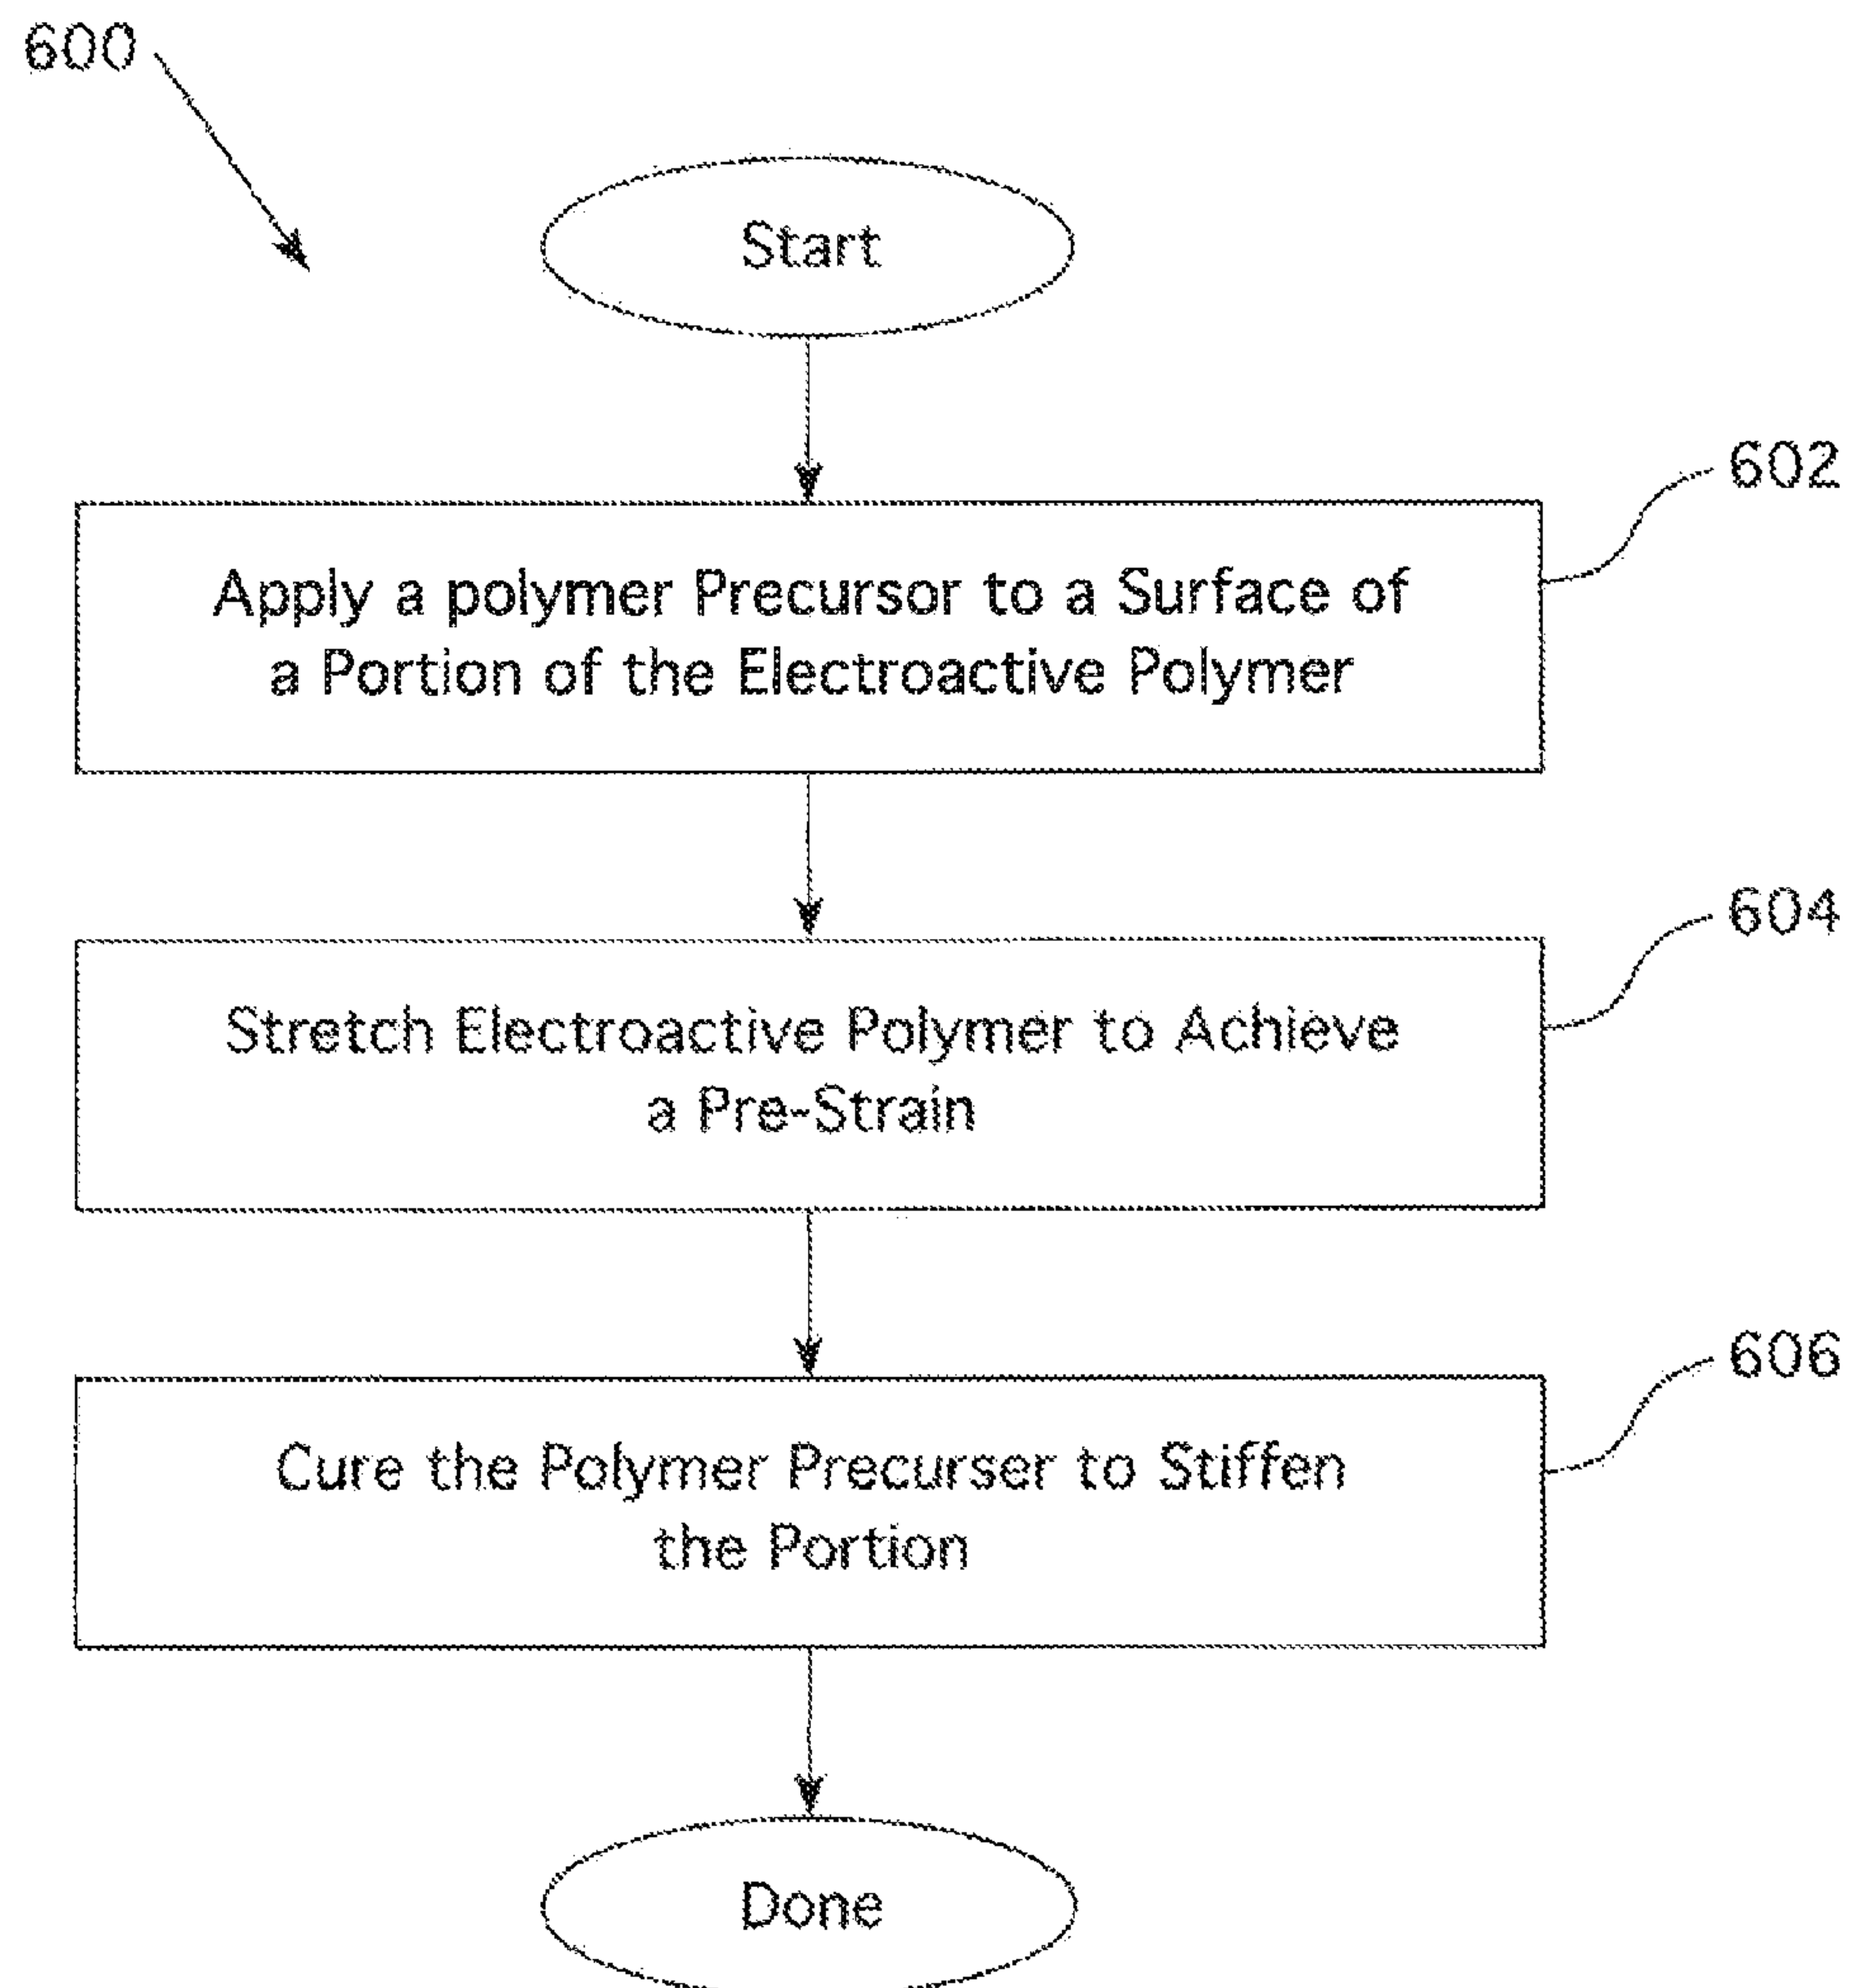 600
Start
602
Apply a polymer Precursor to a Surface of
a Portion of the Electroactive Polymer
604
Stretch Electroactive Polymer to Achieve
a Pre-Strain
606
Cure the Polymer Precurser to Stiffen
the Portion
Done